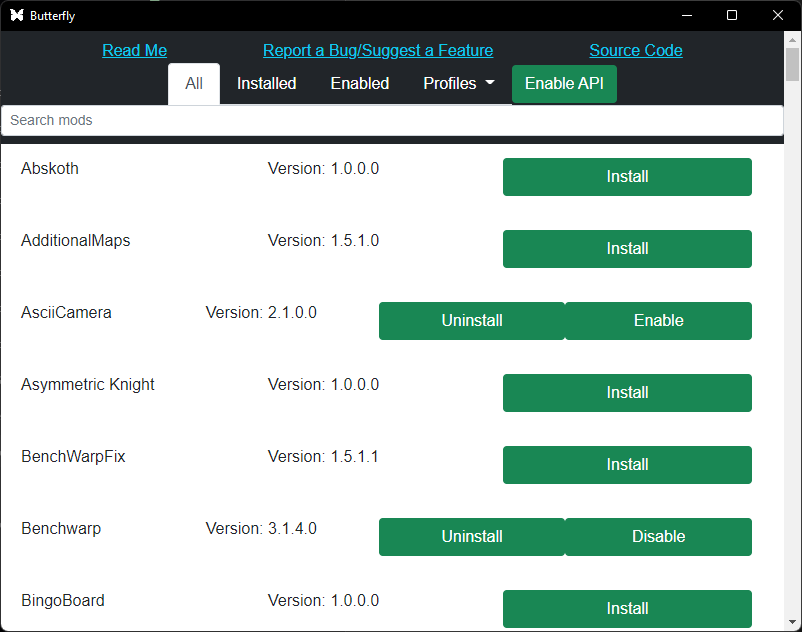 Butterfly
Read Me Report a Bug/Suggest a Feature Source Code
All Installed Enabled Profiles Enable API
Search mods
Abskoth Version: 1.0.0.0 Install
AdditionalMaps Version: 1.5.1.0 Install
AsciiCamera Version: 2.1.0.0 Uninstall Enable
Asymmetric Knight Version: 1.0.0.0 Install
BenchWarpFix Version: 1.5.1.1 Install
Benchwarp Version: 3.1.4.0 Uninstall Disable
BingoBoard Version: 1.0.0.0 Install